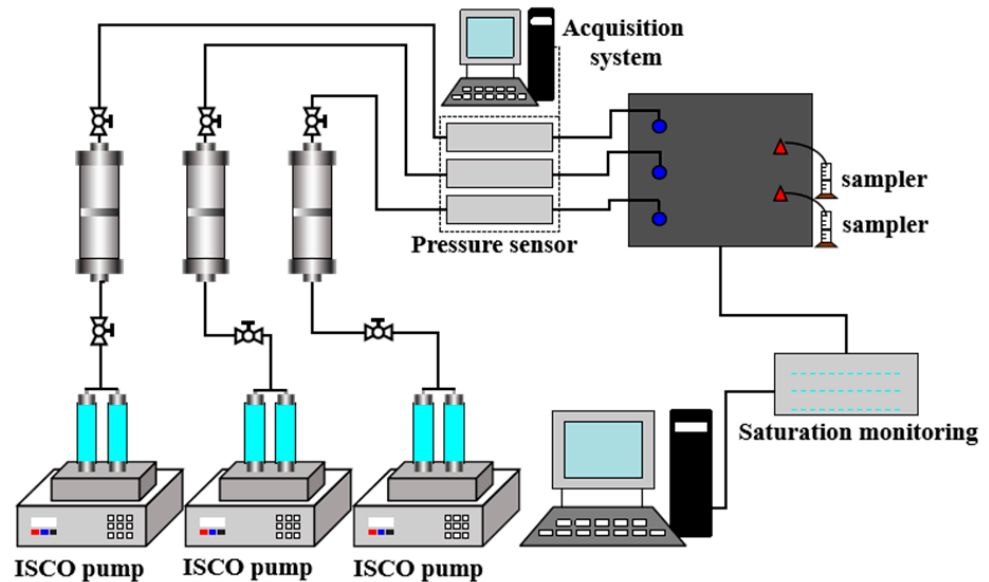 Acquisition
system
Pressure sensor
sampler
sampler
Saturation monitoring
ISCO pump
ISCO pump
ISCO pump